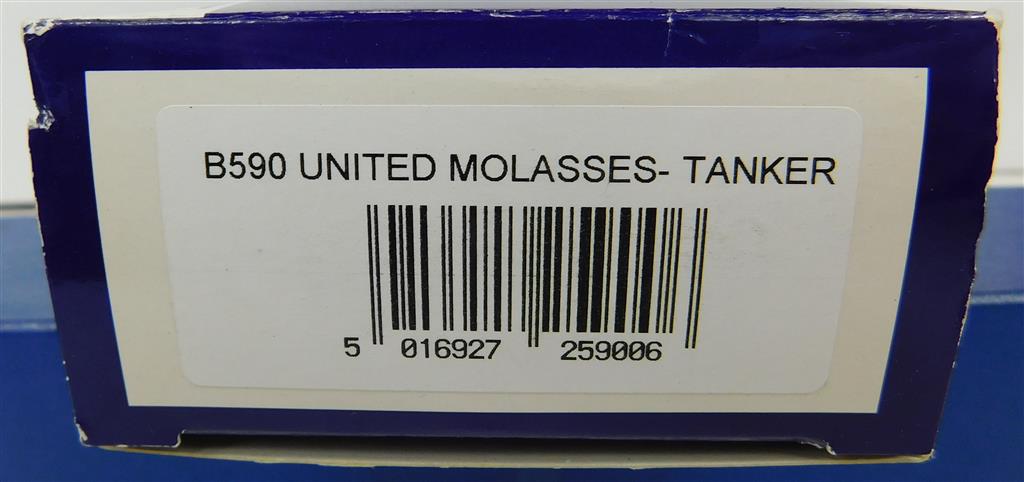 B590 UNITED MOLASSES- TANKER
5 016927 259006